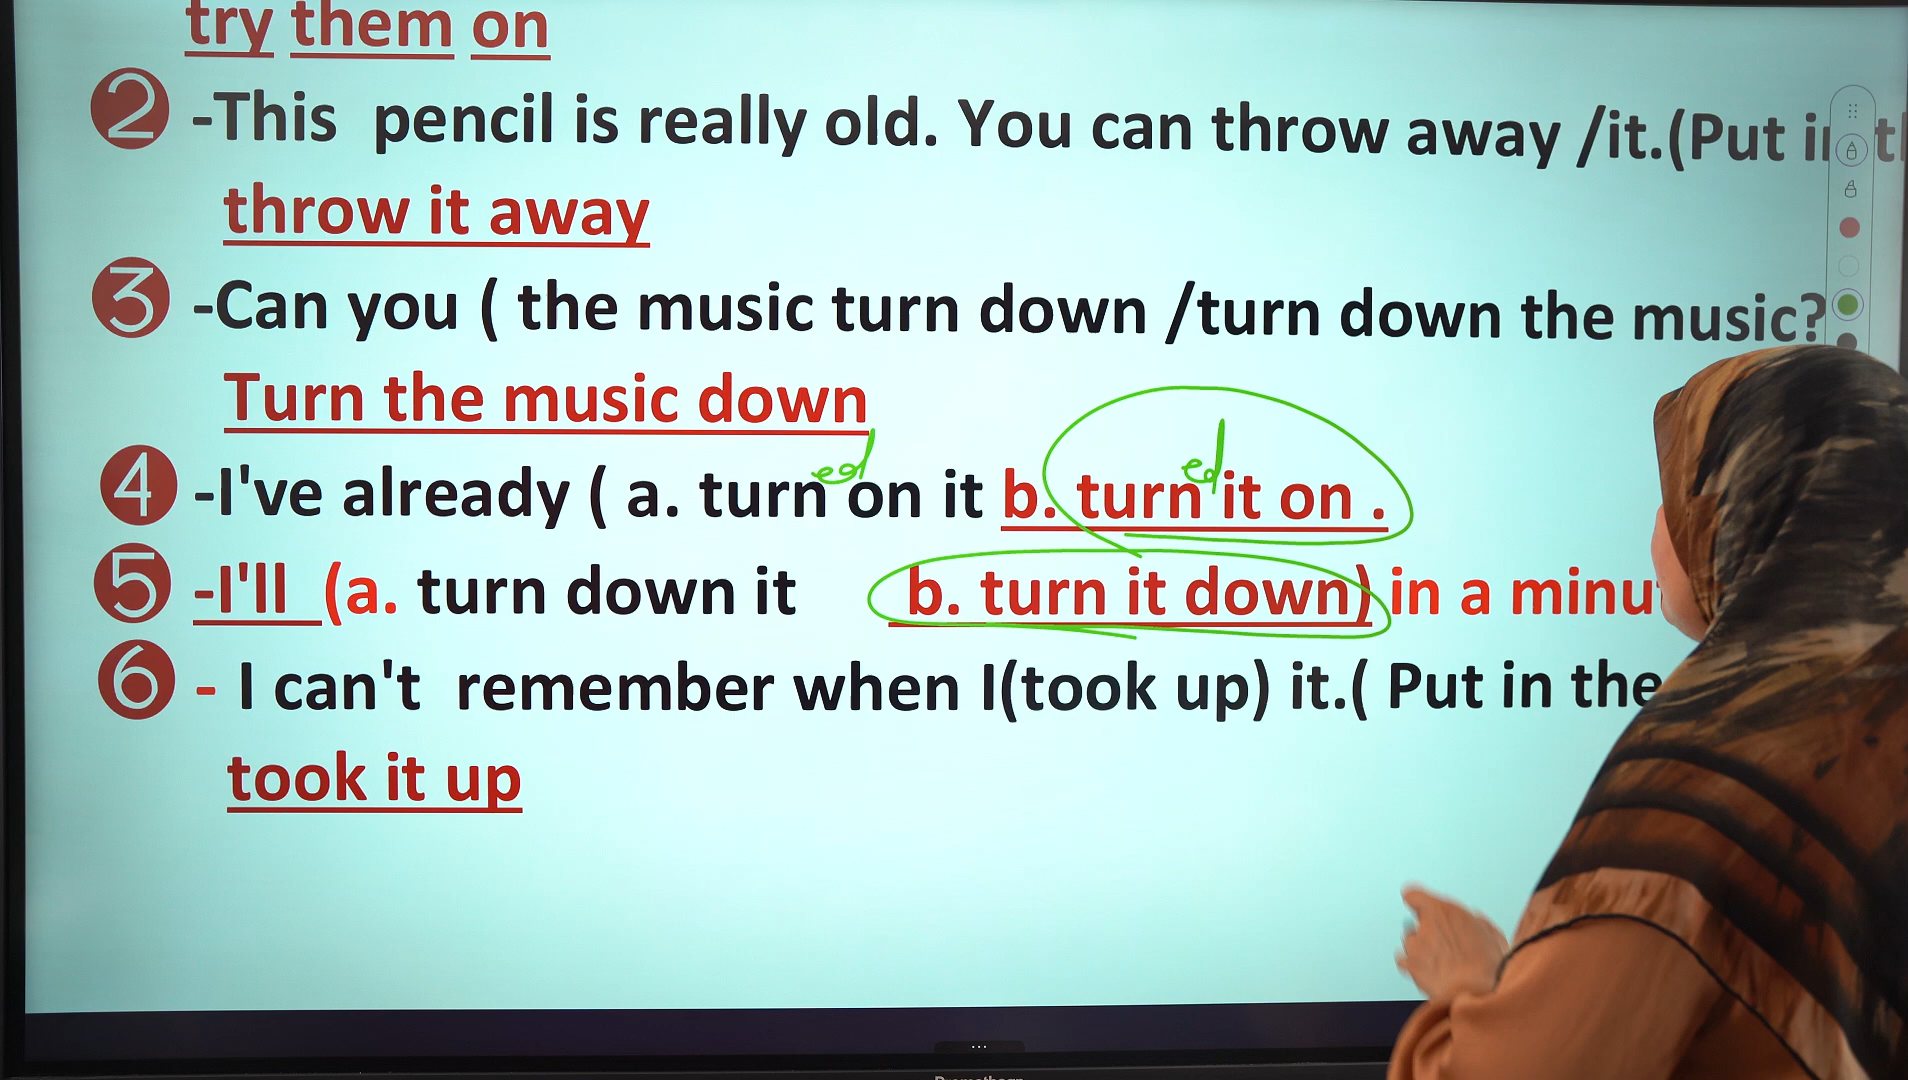 try them on
2 -This pencil is really old. You can throw away /it.(Put in
throw it away
3 -Can you ( the music turn down /turn down the music?
Turn the music down
ed ed
4 -I've already ( a. turn on it b. turn it on .
5 -I'll (a. turn down it b. turn it down) in a minu
6 - I can't remember when I(took up) it.( Put in the
took it up